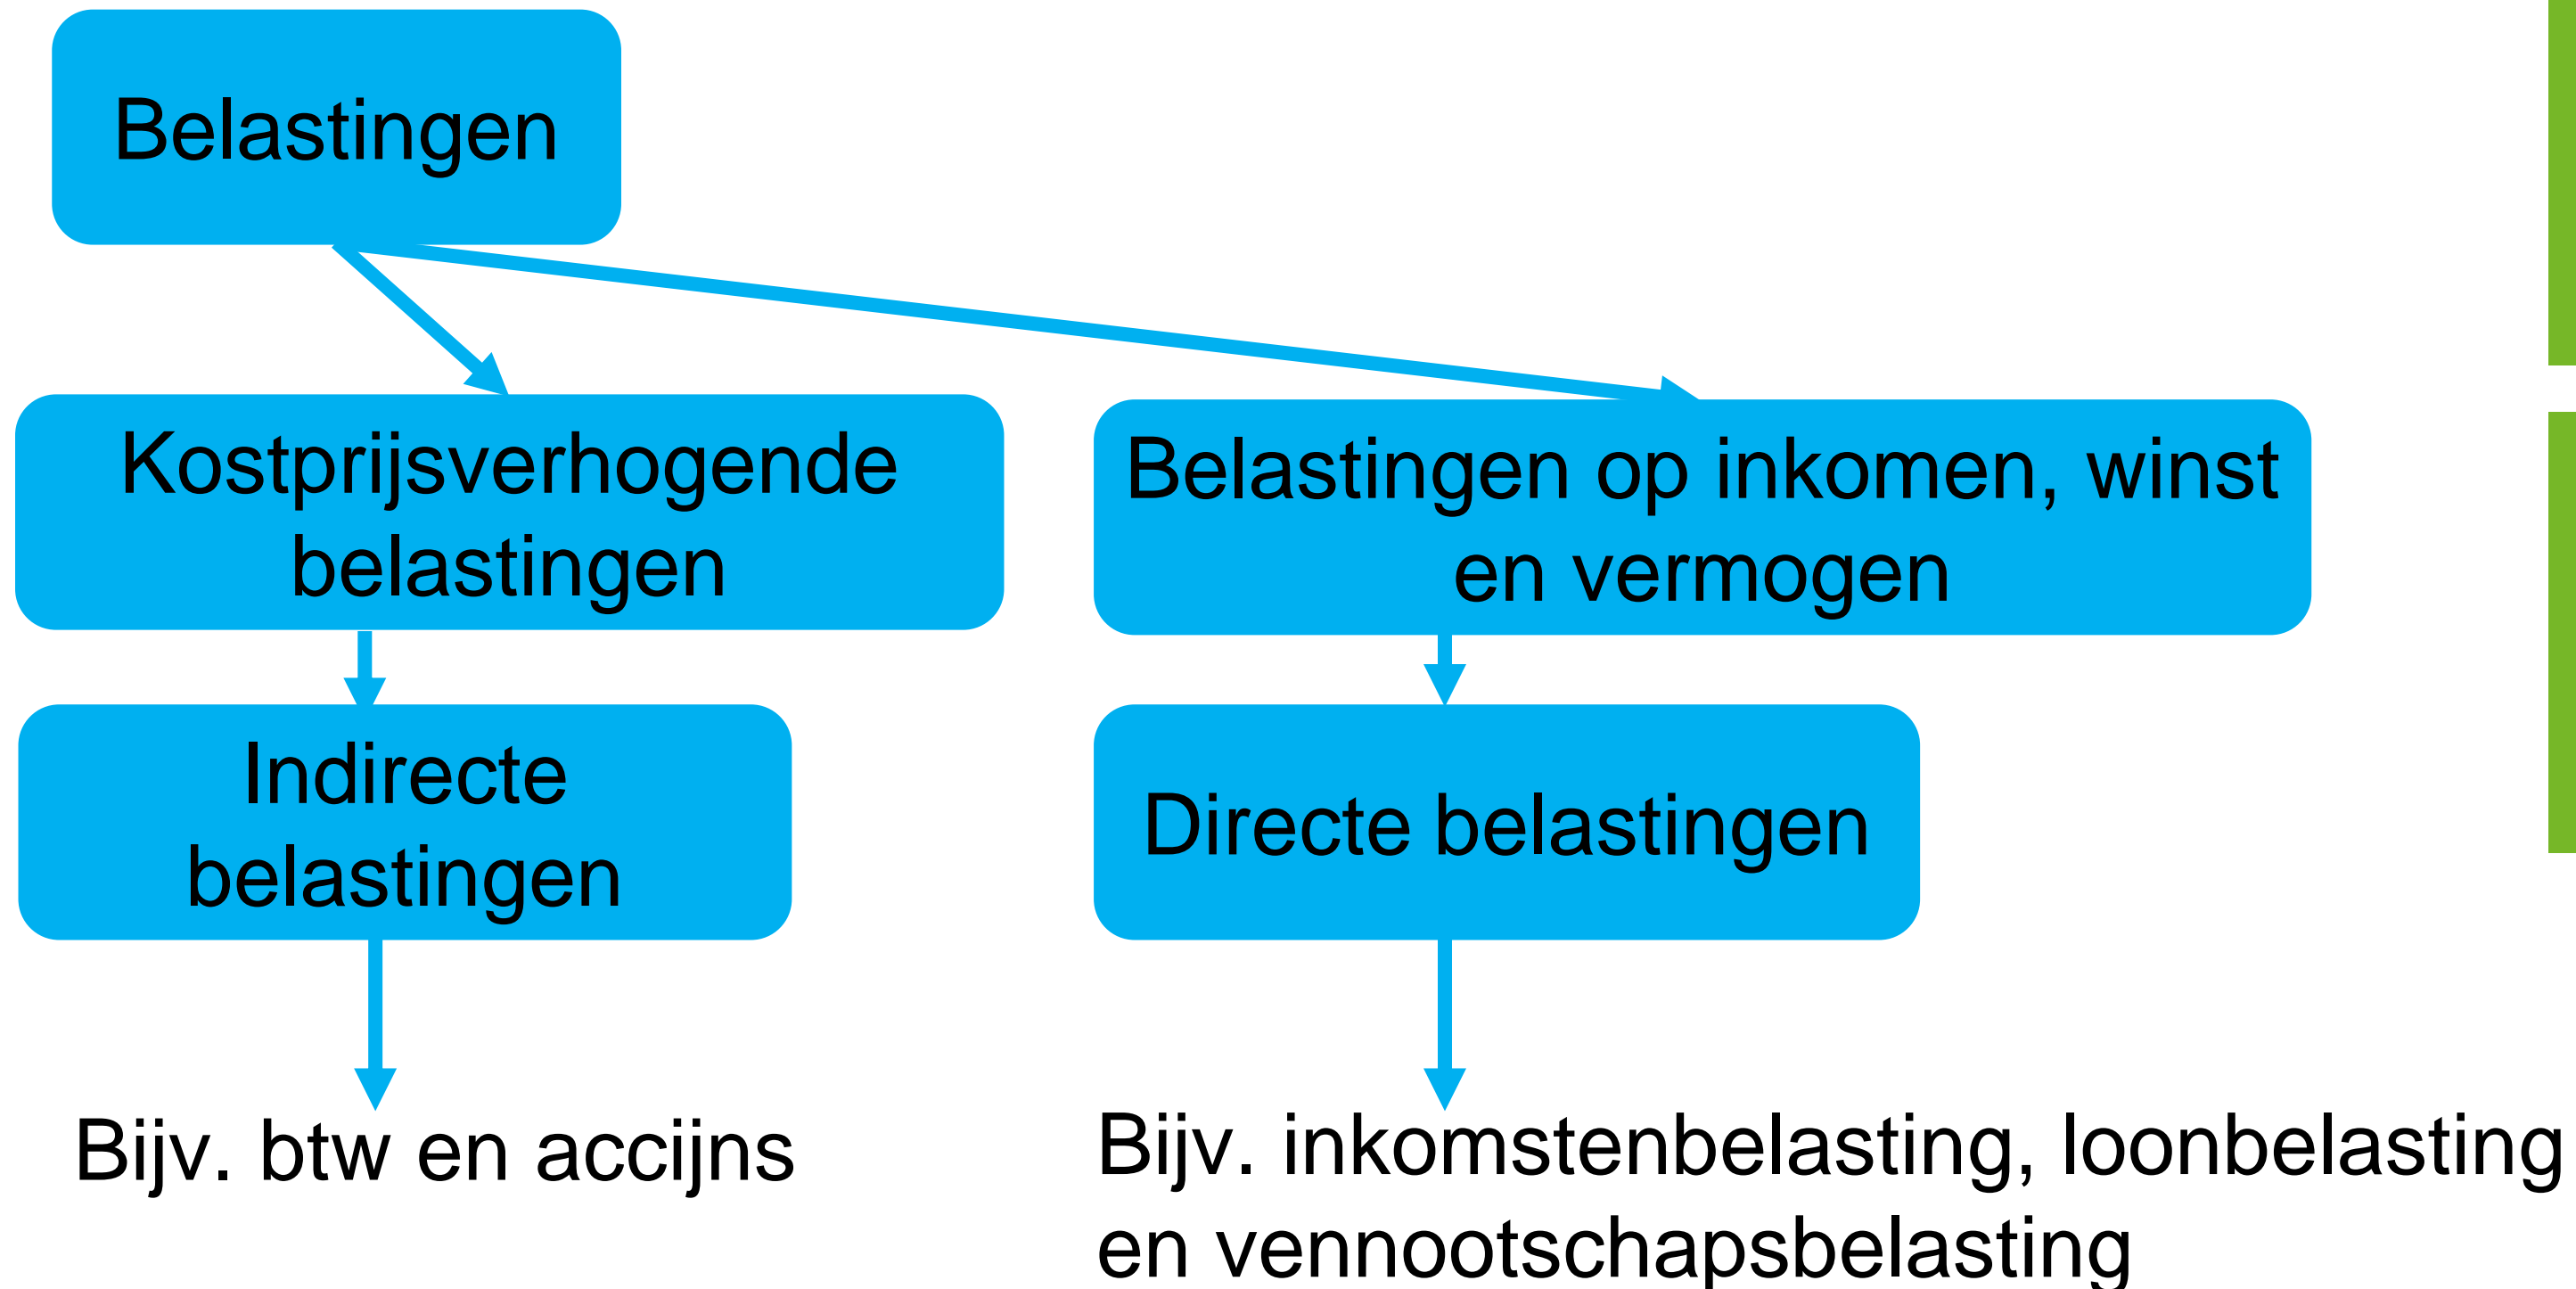 Belastingen
Kostprijsverhogende
belastingen
Belastingen op inkomen, winst
en vermogen
Indirecte
belastingen
Directe belastingen
Bijv. btw en accijns
Bijv. inkomstenbelasting, loonbelasting
en vennootschapsbelasting